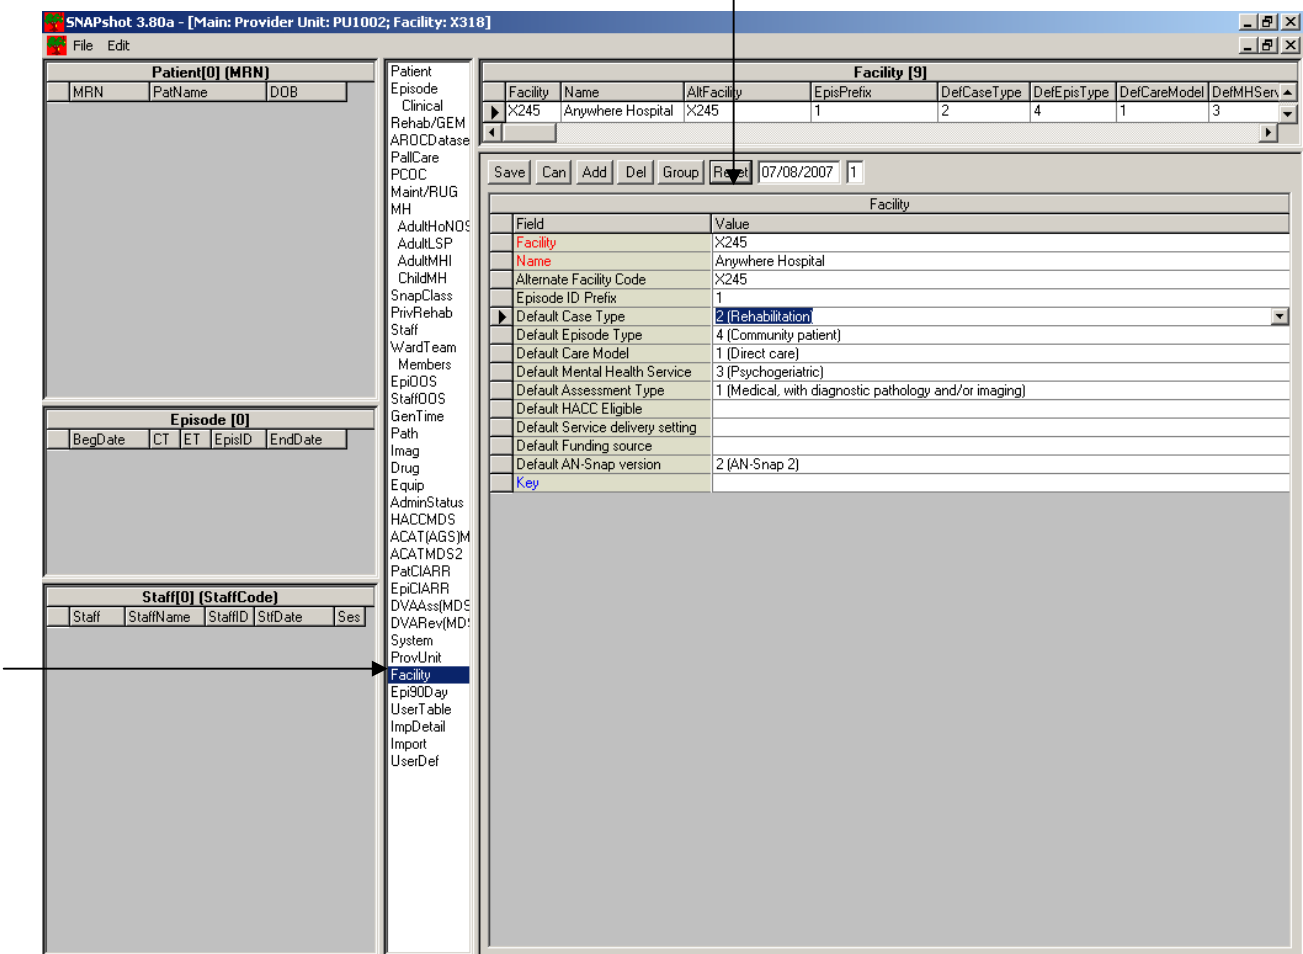 SNAPshot 3.80a - [Main: Provider Unit: PU1002; Facility: X318]
File Edit
Patient[0] (MRN)
MRN PatName DOB
Episode [0]
BegDate CT ET EpisID EndDate
Staff[0] (StaffCode)
Staff StaffName StaffID StfDate Ses
Patient
Episode
Clinical
Rehab/GEM
AROCDatase
PallCare
PCOC
Maint/RUG
MH
AdultHoNOS
AdultLSP
AdultMHI
ChildMH
SnapClass
PrivRehab
Staff
WardTeam
Members
EpiOOS
StaffOOS
GenTime
Path
Imag
Drug
Equip
AdminStatus
HACCMDS
ACAT(AGS)M
ACATMDS2
PatCIARR
EpiCIARR
DVAAss(MDS
DVARev(MDS
System
ProvUnit
Facility
Epi90Day
UserTable
ImpDetail
Import
UserDef
Facility [9]
Facility Name AltFacility EpisPrefix DefCaseType DefEpisType DefCareModel DefMHServ
X245 Anywhere Hospital X245 1 2 4 1 3
Save Can Add Del Group Reset 07/08/2007 1
Facility
Field Value
Facility X245
Name Anywhere Hospital
Alternate Facility Code X245
Episode ID Prefix 1
Default Case Type 2 (Rehabilitation)
Default Episode Type 4 (Community patient)
Default Care Model 1 (Direct care)
Default Mental Health Service 3 (Psychogeriatric)
Default Assessment Type 1 (Medical, with diagnostic pathology and/or imaging)
Default HACC Eligible
Default Service delivery setting
Default Funding source
Default AN-Snap version 2 (AN-Snap 2)
Key